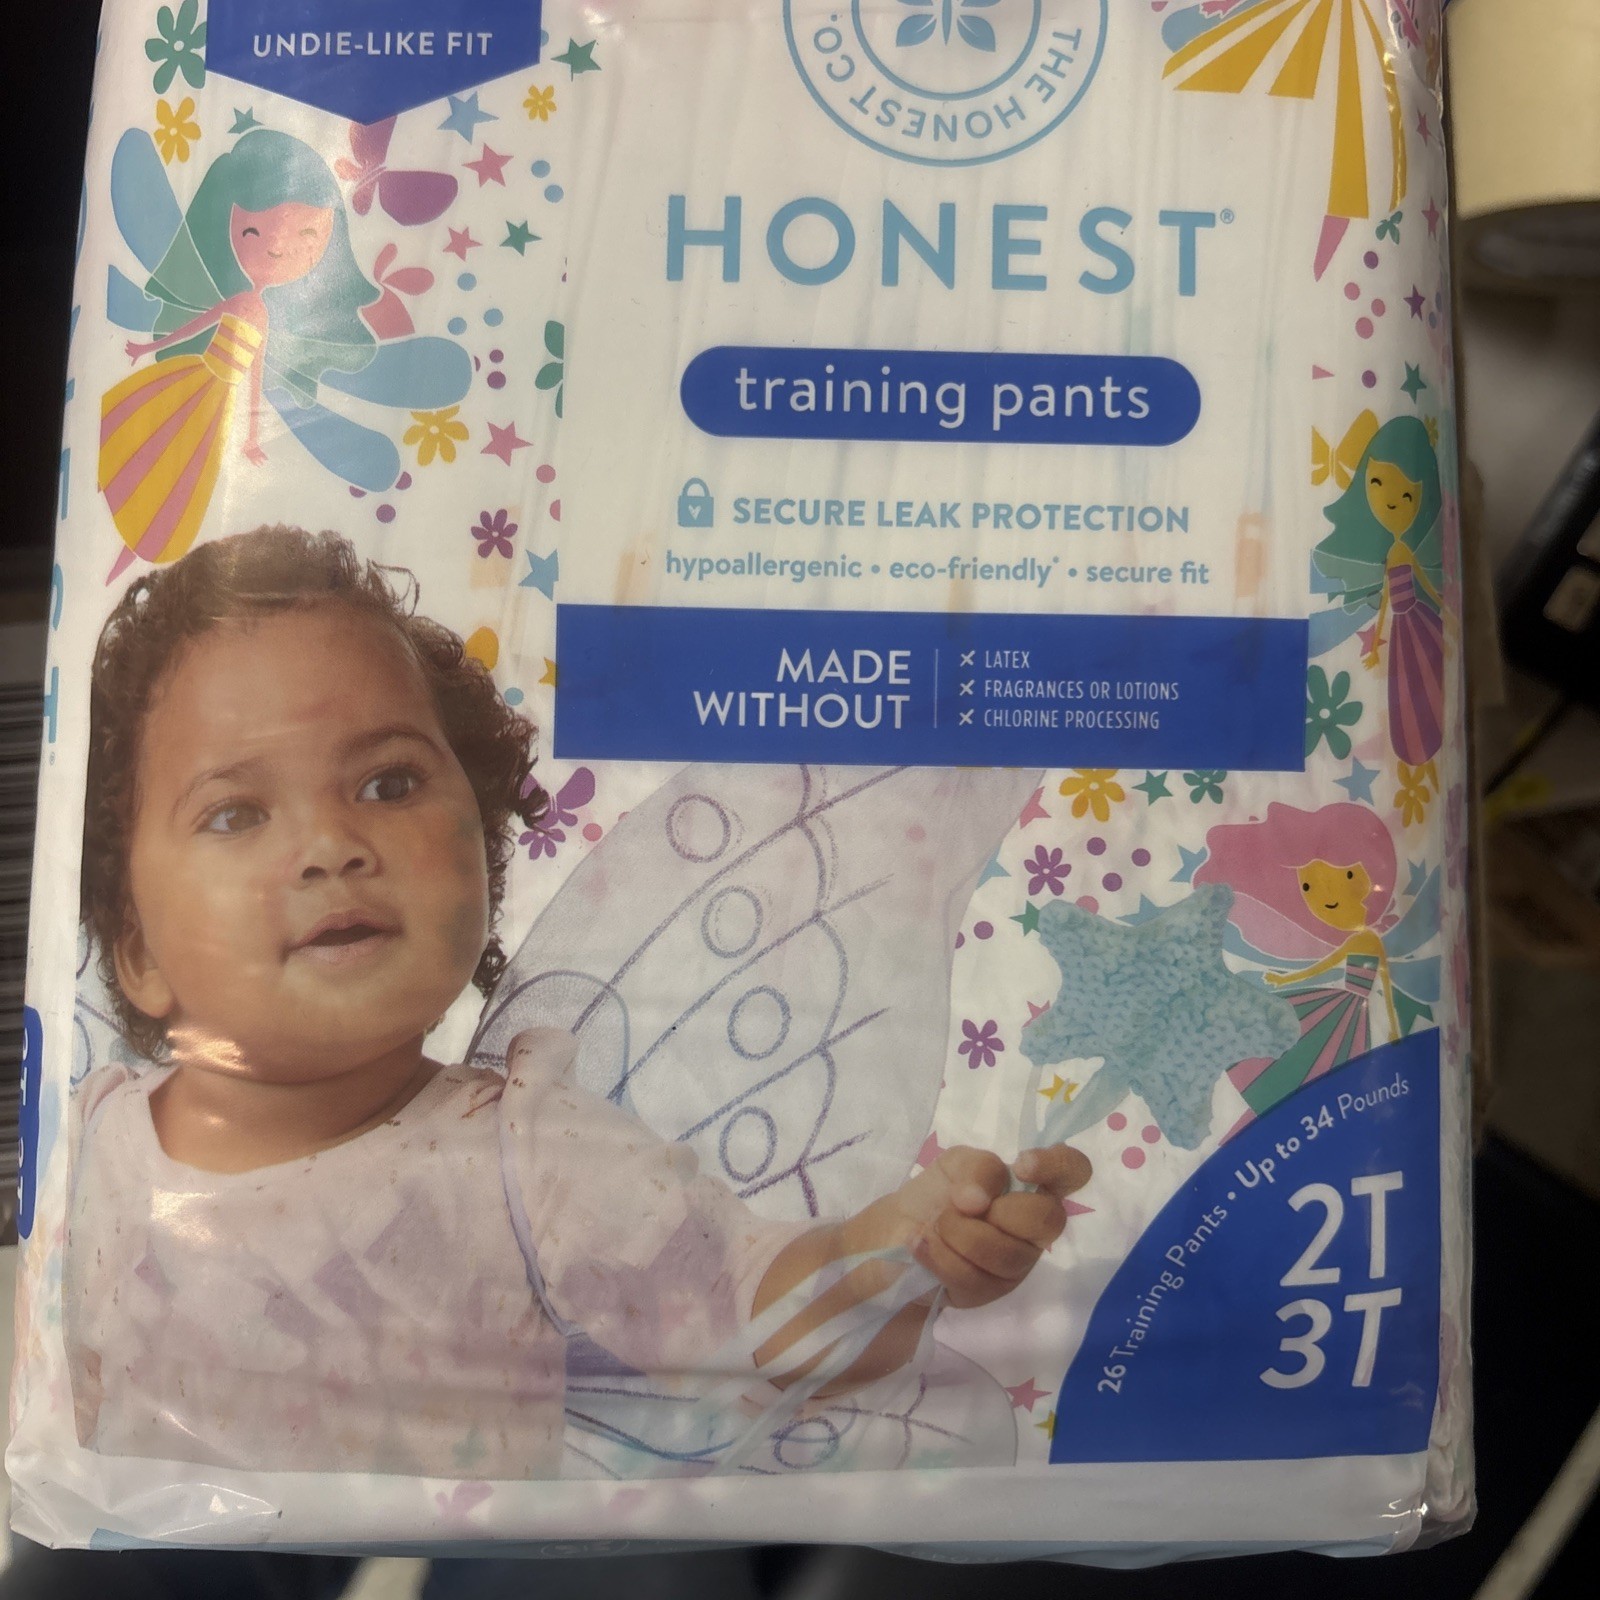 UNDIE-LIKE FIT
THE HONEST CO.
HONEST®
training pants
SECURE LEAK PROTECTION
hypoallergenic • eco-friendly* • secure fit
MADE WITHOUT
× LATEX
× FRAGRANCES OR LOTIONS
× CHLORINE PROCESSING
26 Training Pants • Up to 34 Pounds
2T
3T